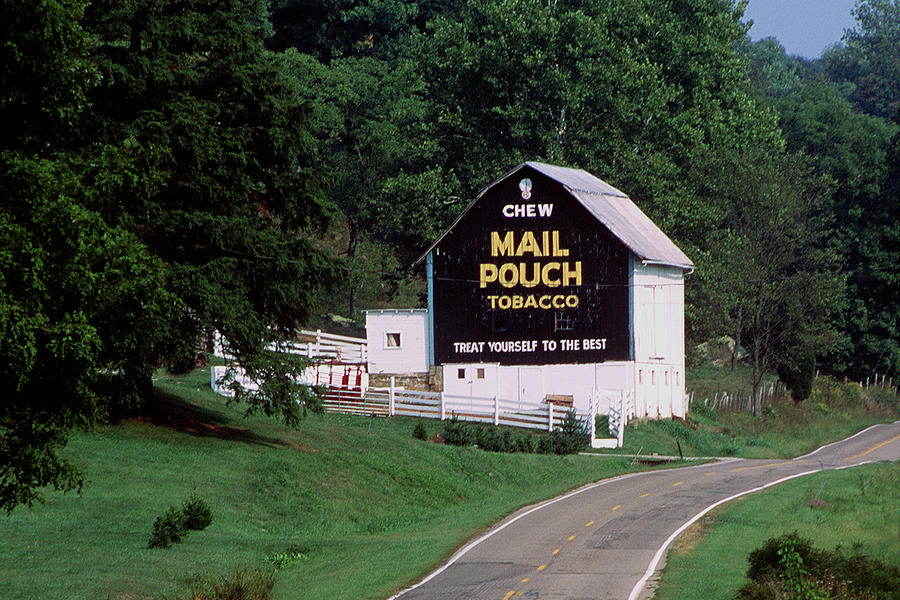 CHEW
MAIL
POUCH
TOBACCO
TREAT YOURSELF TO THE BEST